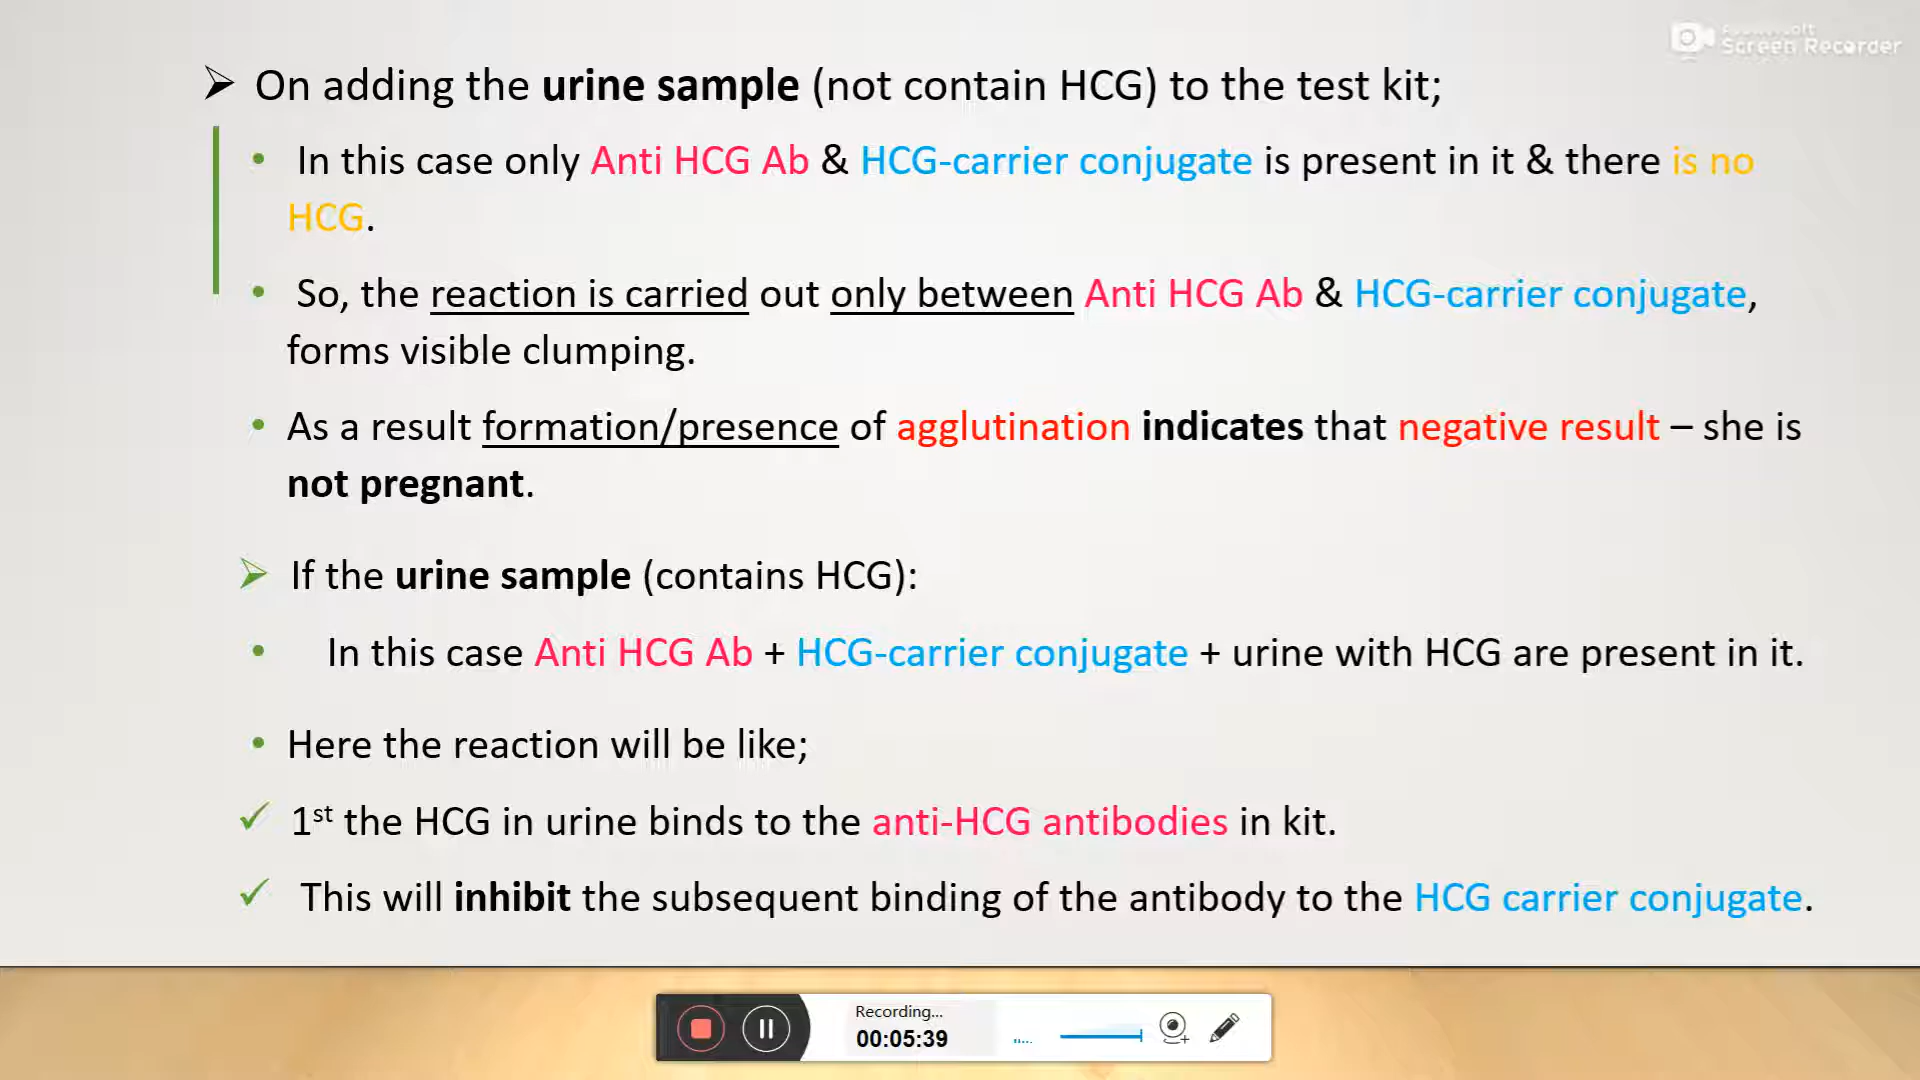 Apowersoft
Screen Recorder
➢ On adding the urine sample (not contain HCG) to the test kit;
• In this case only Anti HCG Ab & HCG-carrier conjugate is present in it & there is no
HCG.
• So, the reaction is carried out only between Anti HCG Ab & HCG-carrier conjugate,
forms visible clumping.
• As a result formation/presence of agglutination indicates that negative result – she is
not pregnant.
➢ If the urine sample (contains HCG):
• In this case Anti HCG Ab + HCG-carrier conjugate + urine with HCG are present in it.
• Here the reaction will be like;
✓ 1st the HCG in urine binds to the anti-HCG antibodies in kit.
✓ This will inhibit the subsequent binding of the antibody to the HCG carrier conjugate.
Recording...
00:05:39